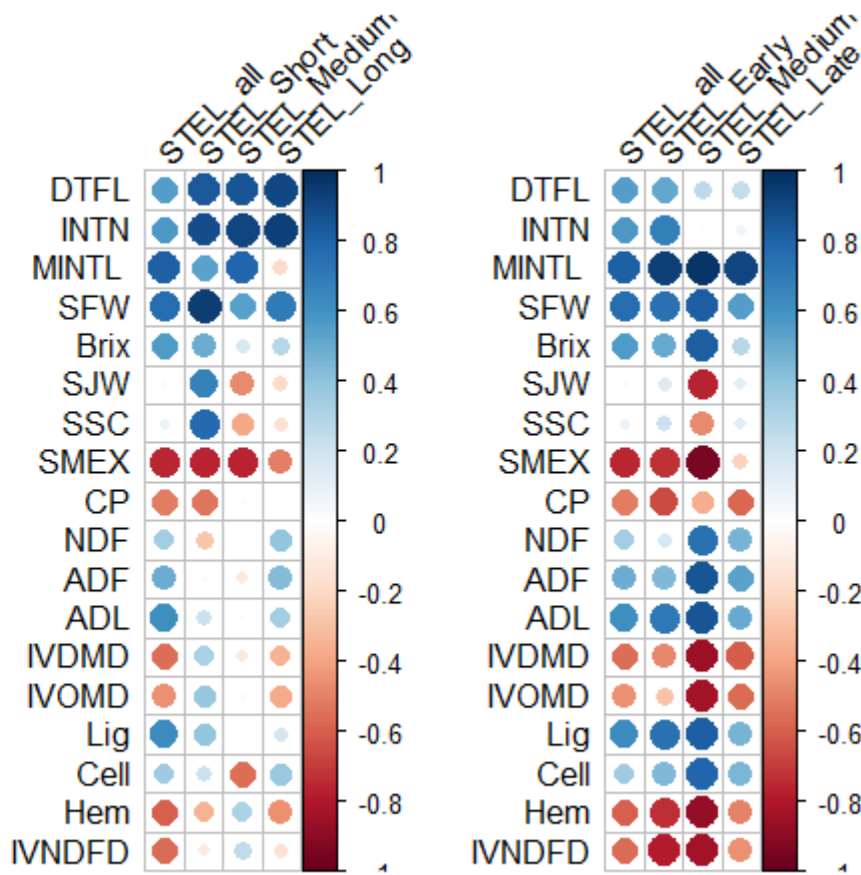 STEL_all
STEL_Short
STEL_Medium
STEL_Long
DTFL
INTN
MINTL
SFW
Brix
SJW
SSC
SMEX
CP
NDF
ADF
ADL
IVDMD
IVOMD
Lig
Cell
Hem
IVNDFD
1
0.8
0.6
0.4
0.2
0
-0.2
-0.4
-0.6
-0.8
-1
STEL_all
STEL_Early
STEL_Medium
STEL_Late
DTFL
INTN
MINTL
SFW
Brix
SJW
SSC
SMEX
CP
NDF
ADF
ADL
IVDMD
IVOMD
Lig
Cell
Hem
IVNDFD
1
0.8
0.6
0.4
0.2
0
-0.2
-0.4
-0.6
-0.8
-1